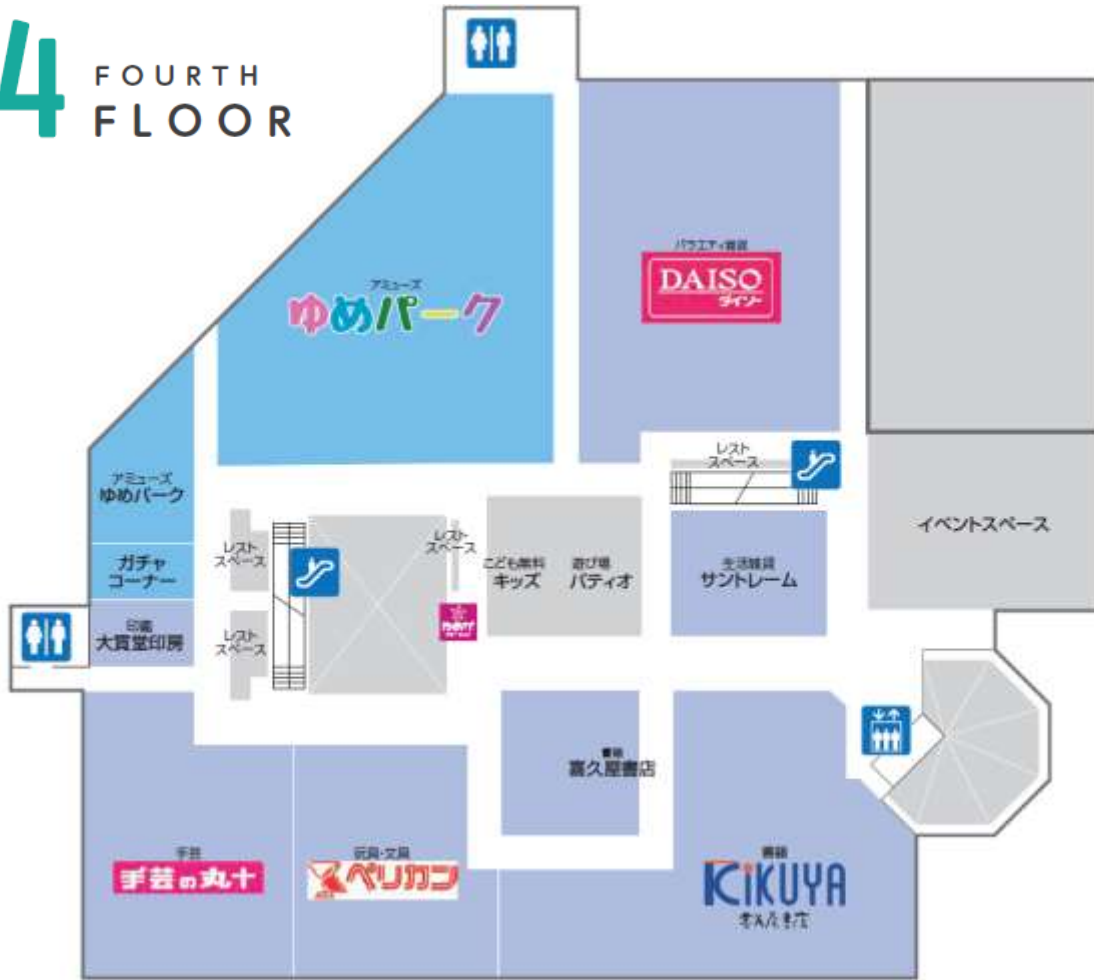 4
FOURTH
FLOOR
アミューズ
ゆめパーク
バラエティ雑貨
DAISO
ダイソー
レスト
スペース
アミューズ
ゆめパーク
ガチャ
コーナー
印鑑
大寶堂印房
レスト
スペース
レスト
スペース
レスト
スペース
こども無料
キッズ
遊び場
パティオ
生活雑貨
サントレーム
イベントスペース
書籍
喜久屋書店
手芸
手芸の丸十
玩具・文具
ペリカン
書籍
KiKUYA
喜久屋書店